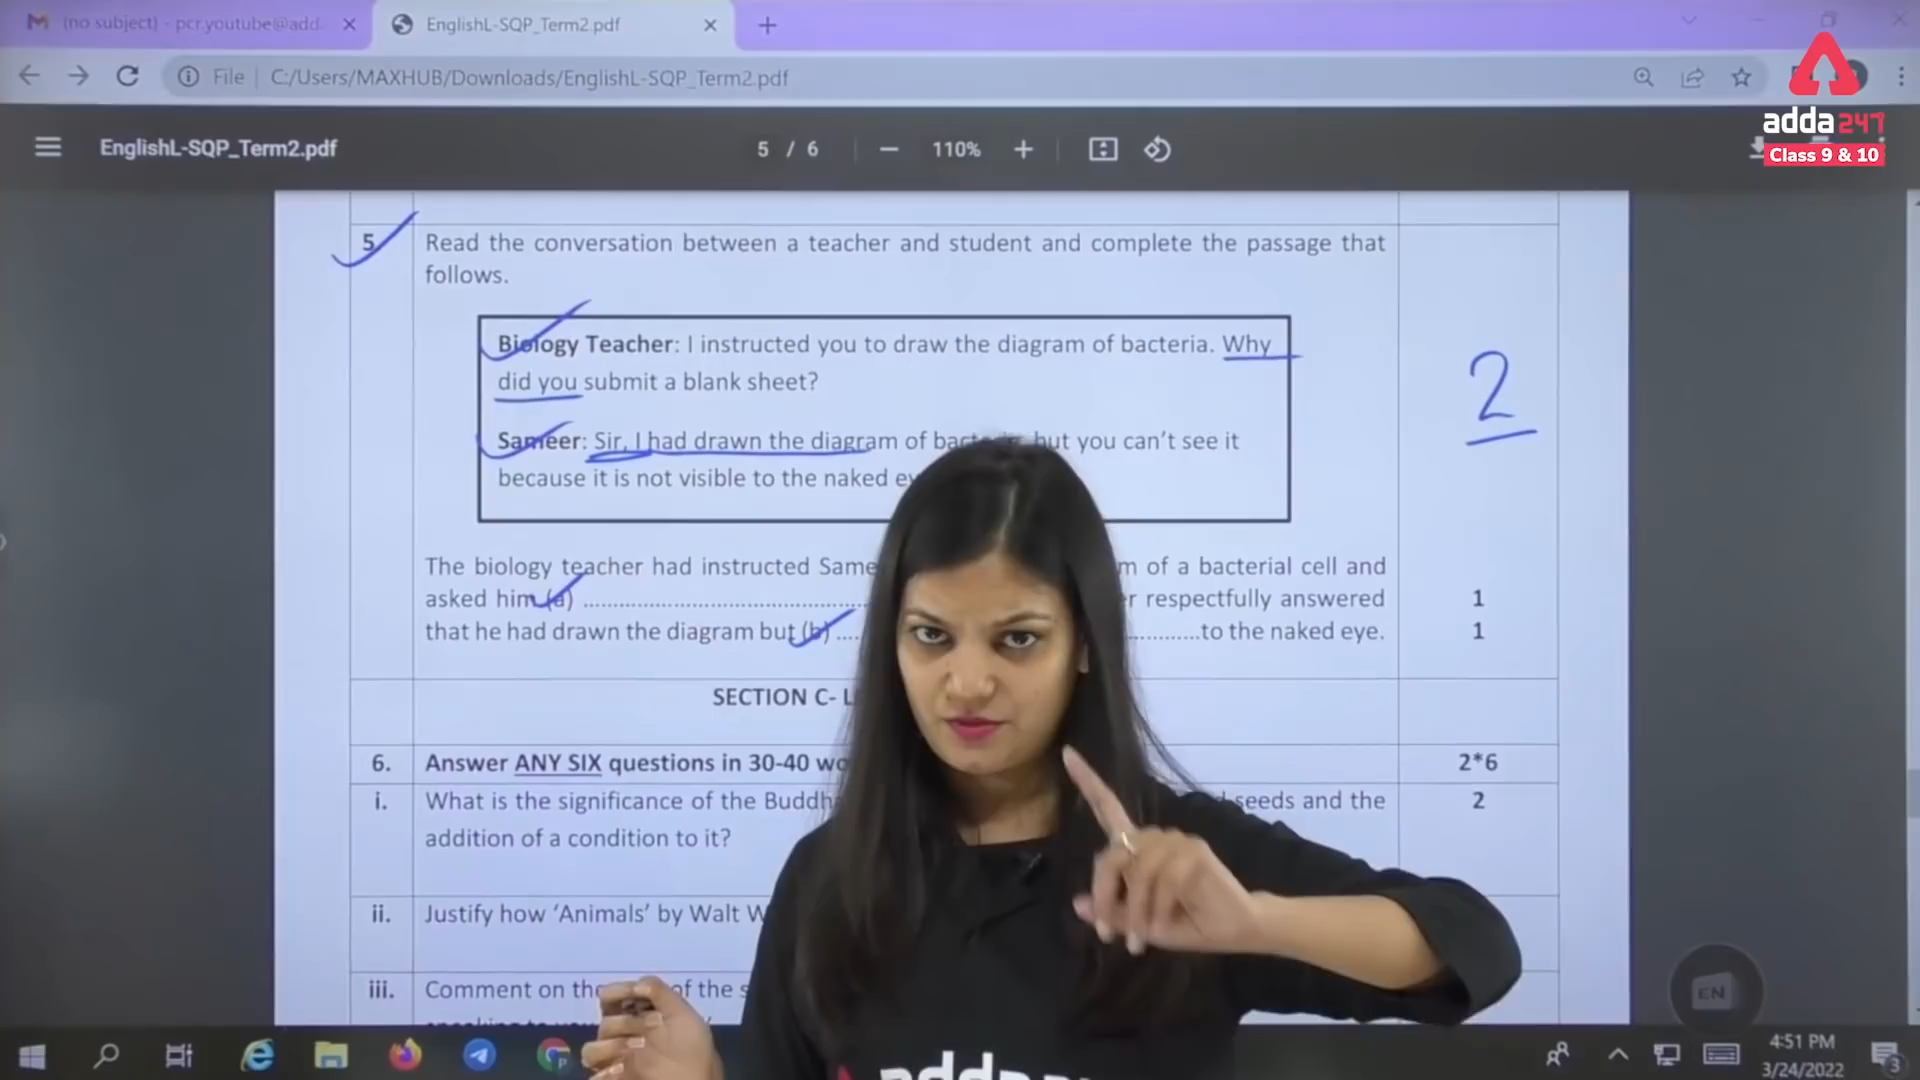 (no subject) - pcr.youtube@add
EnglishL-SQP_Term2.pdf
File
C:/Users/MAXHUB/Downloads/EnglishL-SQP_Term2.pdf
adda247
Class 9 & 10
EnglishL-SQP_Term2.pdf
5 / 6
110%
5
Read the conversation between a teacher and student and complete the passage that
follows.
Biology Teacher: I instructed you to draw the diagram of bacteria. Why
did you submit a blank sheet?
2
Sameer: Sir, I had drawn the diagram of but you can't see it
because it is not visible to the naked
The biology teacher had instructed of a bacterial cell and
asked him (a) .......................................... respectfully answered
1
that he had drawn the diagram but (b) .... ............to the naked eye.
1
SECTION C-
6.
Answer ANY SIX questions in 30-40
2*6
i.
What is the significance of the seeds and the
2
addition of a condition to it?
ii.
Justify how 'Animals' by Walt
iii.
Comment on the of the
EN
4:51 PM
3/24/2022
3